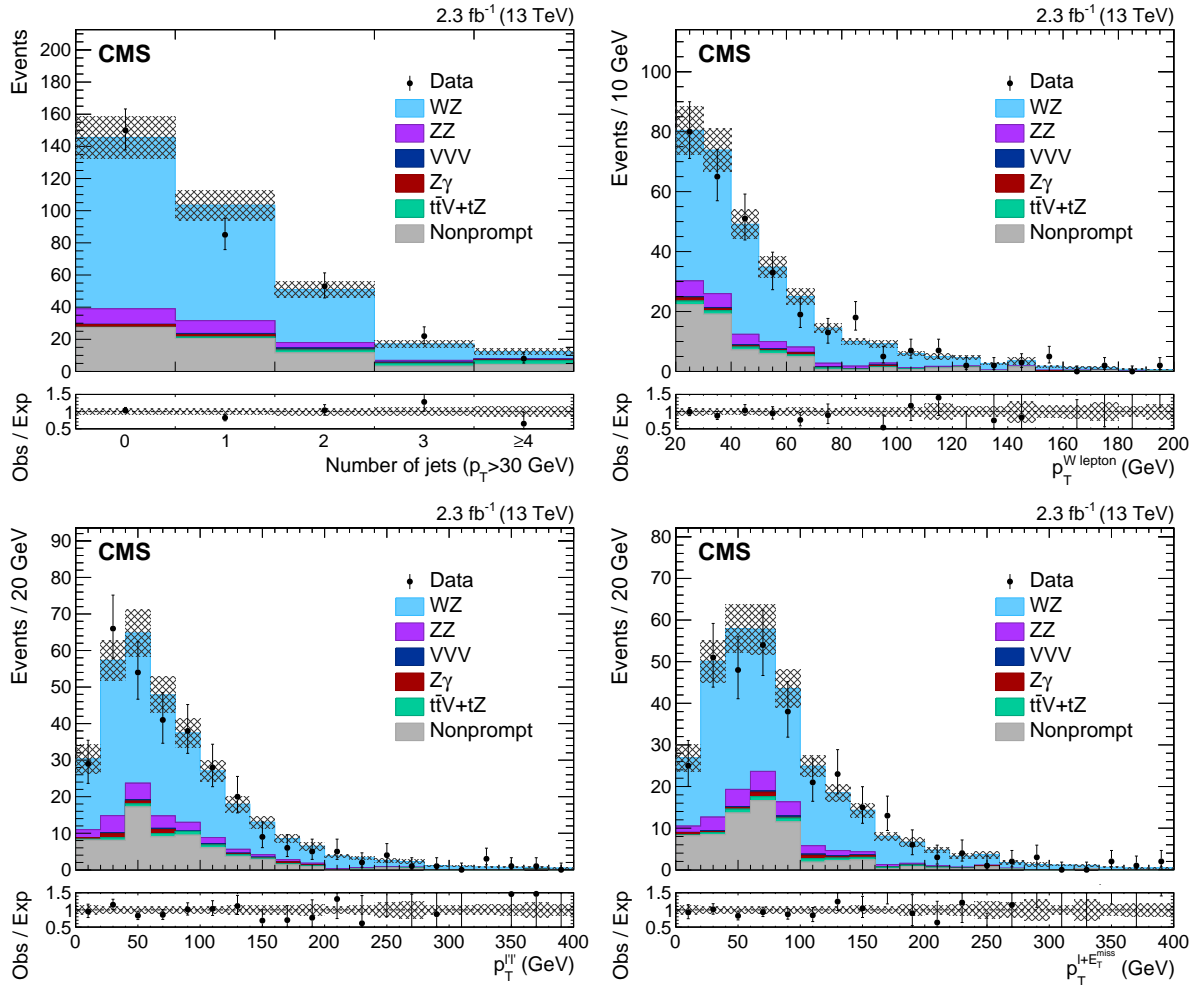 2.3 fb⁻¹ (13 TeV)
CMS
Events
200
180
160
140
120
100
80
60
40
20
0
Data
WZ
ZZ
VVV
Zγ
tt̄V+tZ
Nonprompt
Obs / Exp
1.5
1
0.5
0 1 2 3 ≥4
Number of jets (p_T>30 GeV)
2.3 fb⁻¹ (13 TeV)
CMS
Events / 10 GeV
100
80
60
40
20
0
Data
WZ
ZZ
VVV
Zγ
tt̄V+tZ
Nonprompt
Obs / Exp
1.5
1
0.5
20 40 60 80 100 120 140 160 180 200
p_T^{W lepton} (GeV)
2.3 fb⁻¹ (13 TeV)
CMS
Events / 20 GeV
90
80
70
60
50
40
30
20
10
0
Data
WZ
ZZ
VVV
Zγ
tt̄V+tZ
Nonprompt
Obs / Exp
1.5
1
0.5
0 50 100 150 200 250 300 350 400
p_T^{l'l'} (GeV)
2.3 fb⁻¹ (13 TeV)
CMS
Events / 20 GeV
80
70
60
50
40
30
20
10
0
Data
WZ
ZZ
VVV
Zγ
tt̄V+tZ
Nonprompt
Obs / Exp
1.5
1
0.5
0 50 100 150 200 250 300 350 400
p_T^{l+E_T^{miss}} (GeV)